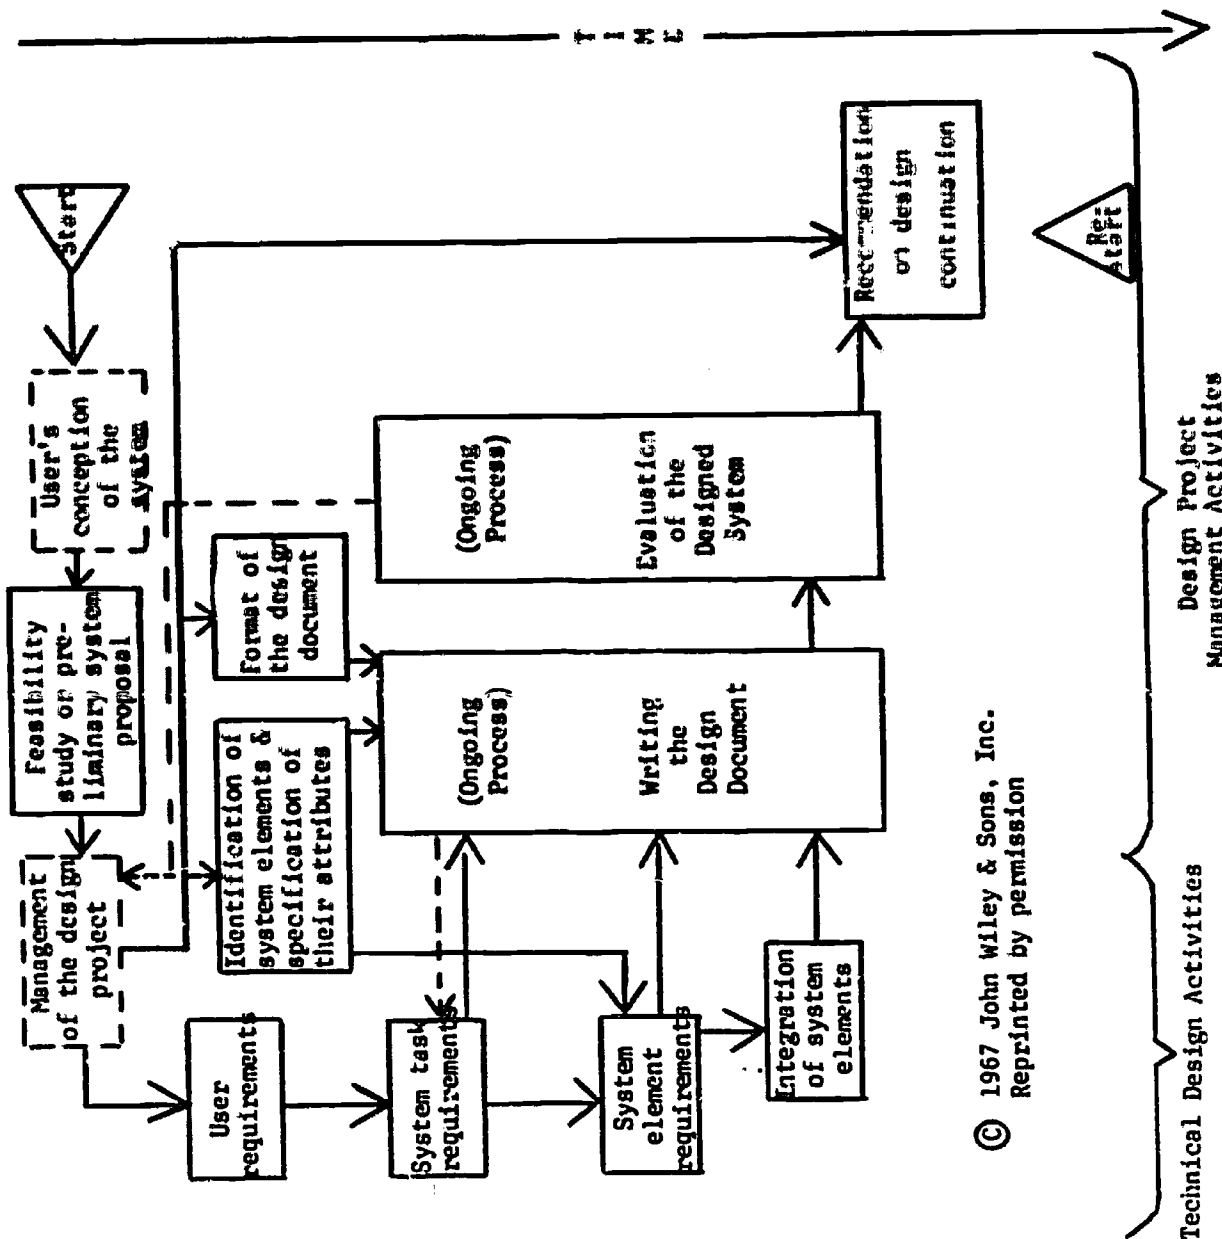 T I M E
Start
User's
conception
of the
system
Feasibility
study or pre-
liminary system
proposal
Management
of the design
project
Format of
the design
document
Identification of
system elements &
specification of
their attributes
User
requirements
(Ongoing
Process)
Evaluation
of the
Designed
System
(Ongoing
Process)
Writing
the
Design
Document
System task
requirements
System
element
requirements
Integration
of system
elements
Recommendation
on design
continuation
Re-
start
© 1967 John Wiley & Sons, Inc.
Reprinted by permission
Technical Design Activities
Design Project
Management Activities